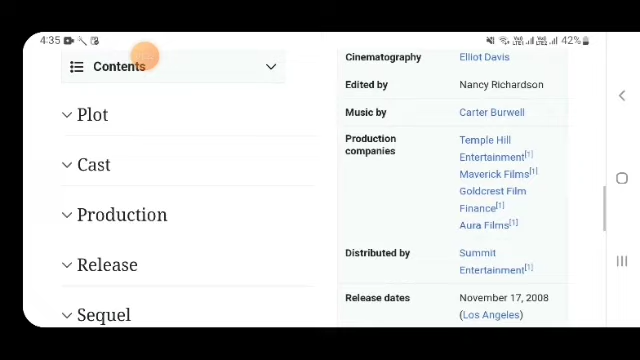 4:35
42%
Contents
Plot
Cast
Production
Release
Sequel
Cinematography Elliot Davis
Edited by Nancy Richardson
Music by Carter Burwell
Production Temple Hill
companies Entertainment[1]
Maverick Films[1]
Goldcrest Film
Finance[1]
Aura Films[1]
Distributed by Summit
Entertainment[1]
Release dates November 17, 2008
(Los Angeles)